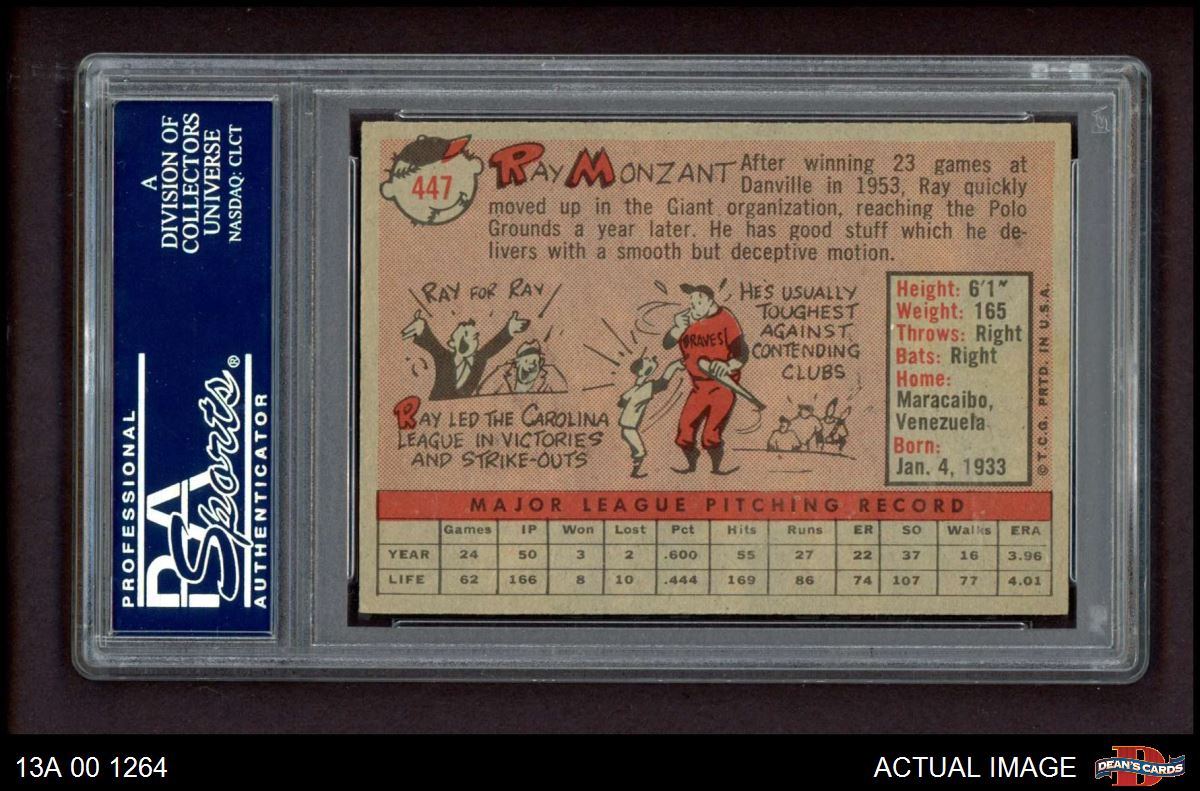 A
DIVISION OF
COLLECTORS
UNIVERSE
NASDAQ: CLCT
PROFESSIONAL
PSA
Sports®
AUTHENTICATOR
447
RAY MONZANT
After winning 23 games at
Danville in 1953, Ray quickly
moved up in the Giant organization, reaching the Polo
Grounds a year later. He has good stuff which he de-
livers with a smooth but deceptive motion.
RAY FOR RAY
RAY LED THE CAROLINA
LEAGUE IN VICTORIES
AND STRIKE-OUTS
HE'S USUALLY
TOUGHEST
AGAINST
CONTENDING
CLUBS
BRAVES
Height: 6'1"
Weight: 165
Throws: Right
Bats: Right
Home:
Maracaibo,
Venezuela
Born:
Jan. 4, 1933
©T.C.G. PRTD. IN U.S.A.
MAJOR LEAGUE PITCHING RECORD
Games IP Won Lost Pct Hits Runs ER SO Walks ERA
YEAR 24 50 3 2 .600 55 27 22 37 16 3.96
LIFE 62 166 8 10 .444 169 86 74 107 77 4.01
13A 00 1264
ACTUAL IMAGE
D
DEAN'S CARDS